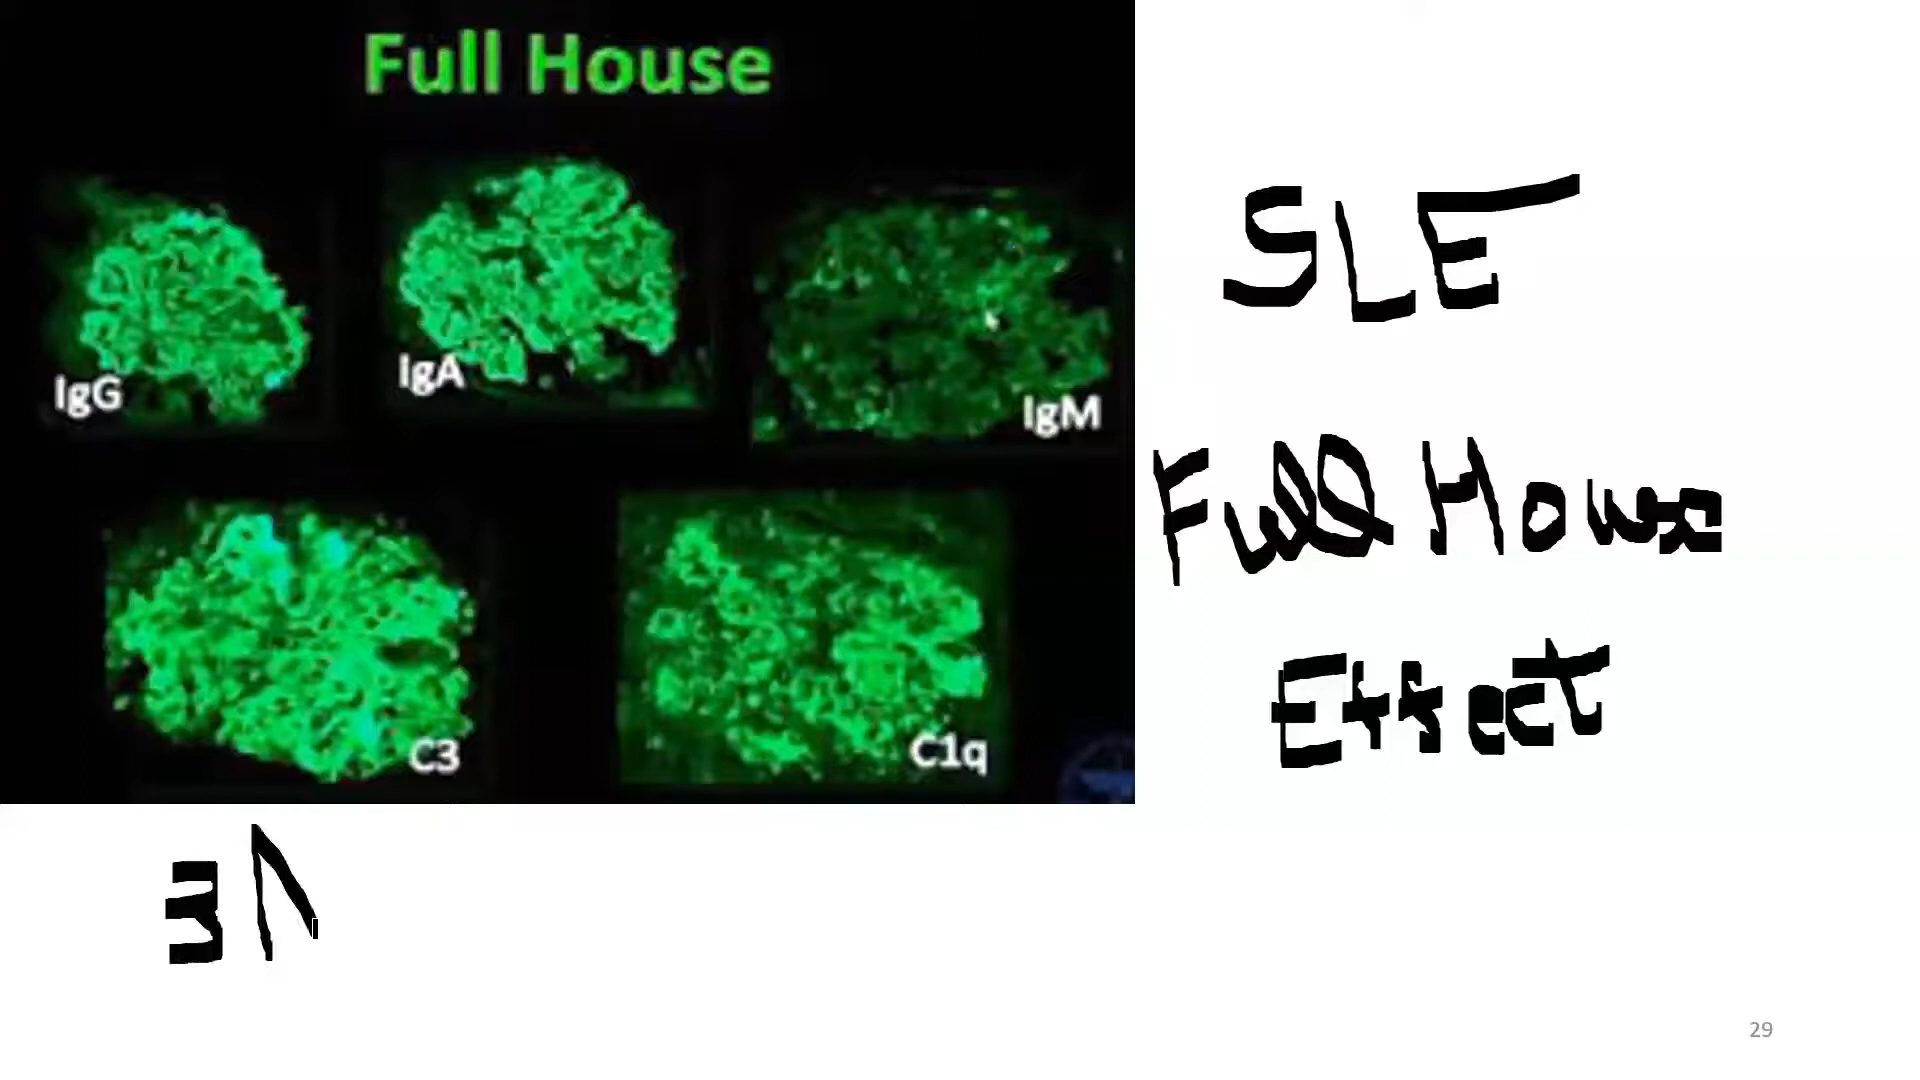 Full House
IgG
IgA
IgM
C3
C1q
SLE
Full House
Effect
29